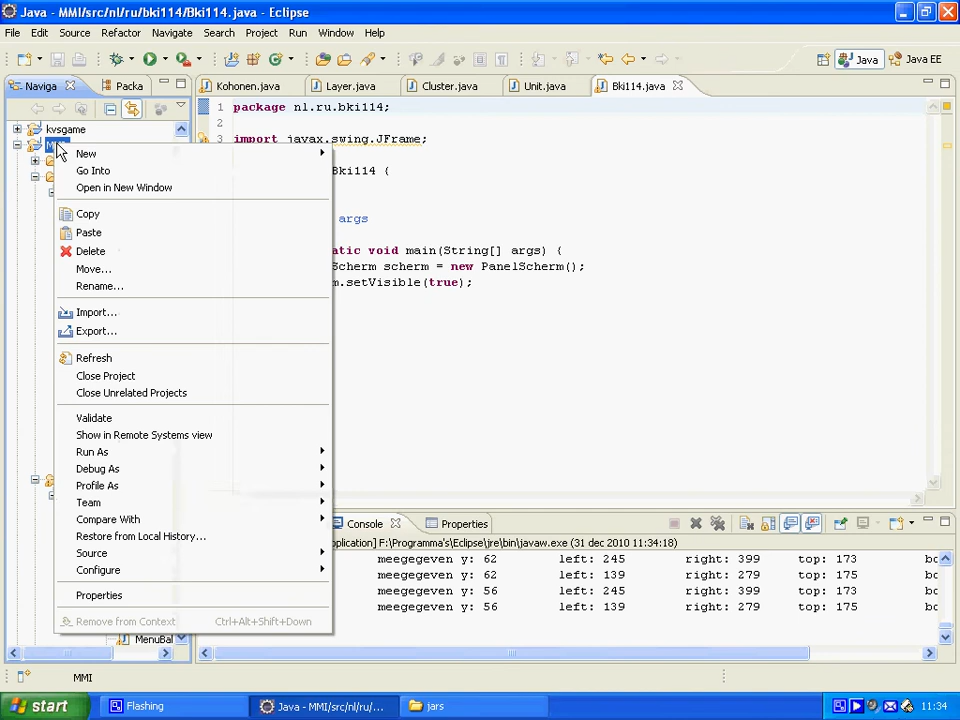 Java - MMI/src/nl/ru/bki114/Bki114.java - Eclipse
File Edit Source Refactor Navigate Search Project Run Window Help
Java Java EE
Naviga Packa Kohonen.java Layer.java Cluster.java Unit.java Bki114.java
kvsgame
1 package nl.ru.bki114;
2
3 import javax.swing.JFrame;
Bki114 {
args
atic void main(String[] args) {
Scherm scherm = new PanelScherm();
m.setVisible(true);
New
Go Into
Open in New Window
Copy
Paste
Delete
Move...
Rename...
Import...
Export...
Refresh
Close Project
Close Unrelated Projects
Validate
Show in Remote Systems view
Run As
Debug As
Profile As
Team
Compare With
Restore from Local History...
Source
Configure
Properties
Remove from Context Ctrl+Alt+Shift+Down
MenuBal
Console Properties
pplication] F:\Programma's\Eclipse\jre\bin\javaw.exe (31 dec 2010 11:34:18)
meegegeven y: 62 left: 245 right: 399 top: 173 bo
meegegeven y: 62 left: 139 right: 279 top: 175 bo
meegegeven y: 56 left: 245 right: 399 top: 173 bo
meegegeven y: 56 left: 139 right: 279 top: 175 bo
MMI
start Flashing Java - MMI/src/nl/ru/... jars 11:34